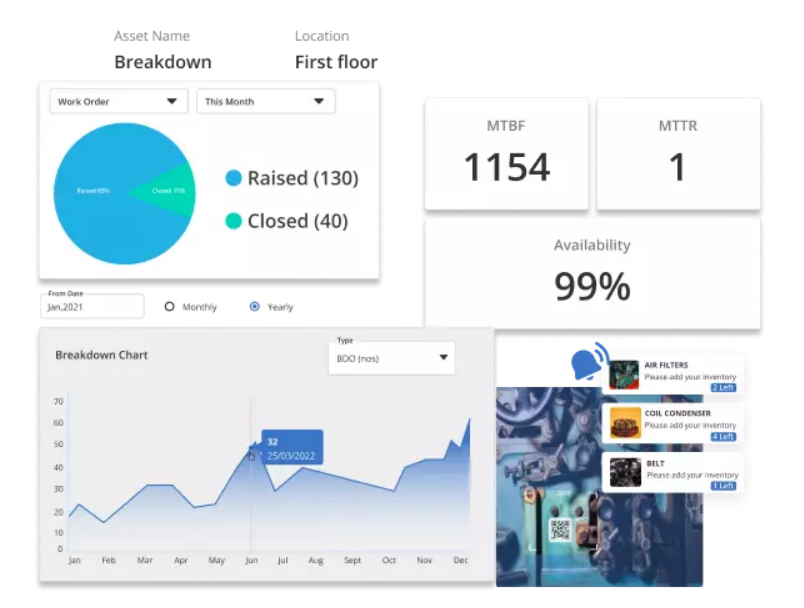 Asset Name
Breakdown
Location
First floor
Work Order
This Month
Raised (130)
Closed (40)
MTBF
1154
MTTR
1
Availability
99%
From Date
Jan,2021
Monthly
Yearly
Breakdown Chart
Type
BDO (nos)
70
60
50
40
30
20
10
0
32
25/03/2022
Jan Feb Mar Apr May Jun Jul Aug Sept Oct Nov Dec
AIR FILTERS
Please add your inventory
2 Left
COIL CONDENSER
Please add your inventory
4 Left
BELT
Please add your inventory
1 Left